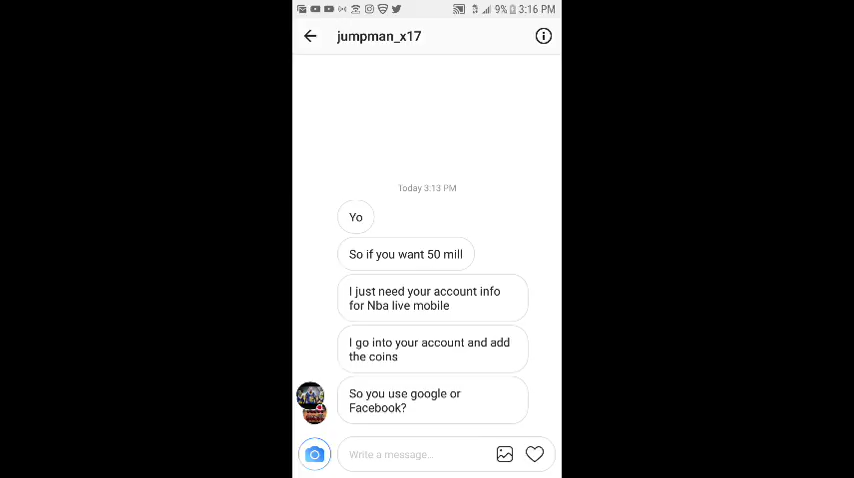 9% 3:16 PM
jumpman_x17
Today 3:13 PM
Yo
So if you want 50 mill
I just need your account info
for Nba live mobile
I go into your account and add
the coins
So you use google or
Facebook?
Write a message...